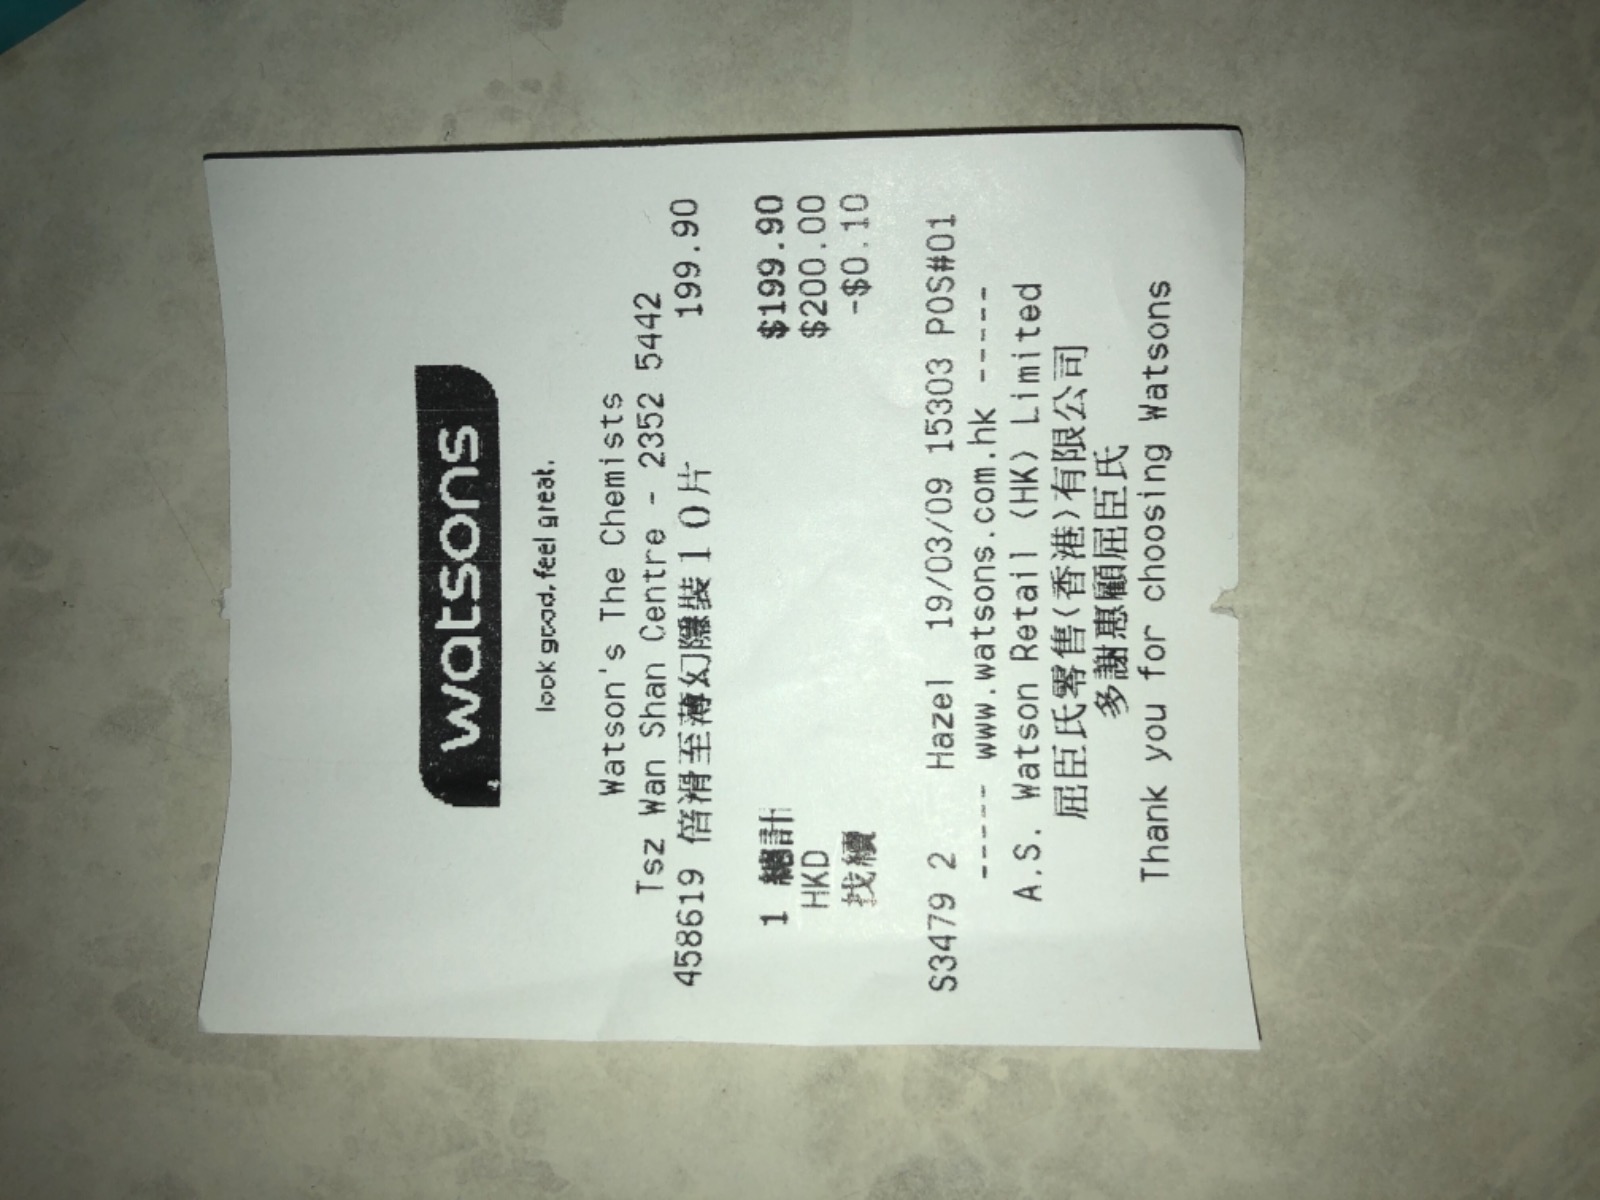 watsons
look good, feel great.
Watson's The Chemists
Tsz Wan Shan Centre - 2352 5442
458619 倍滑至薄幻隱裝１０片 199.90
1 總計 $199.90
HKD $200.00
找續 -$0.10
S3479 2 Hazel 19/03/09 15303 POS#01
----- www.watsons.com.hk -----
A.S. Watson Retail (HK) Limited
屈臣氏零售(香港)有限公司
多謝惠顧屈臣氏
Thank you for choosing Watsons